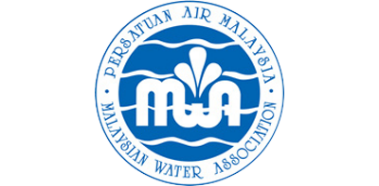 · PERSATUAN AIR MALAYSIA ·
MWA
MALAYSIAN WATER ASSOCIATION